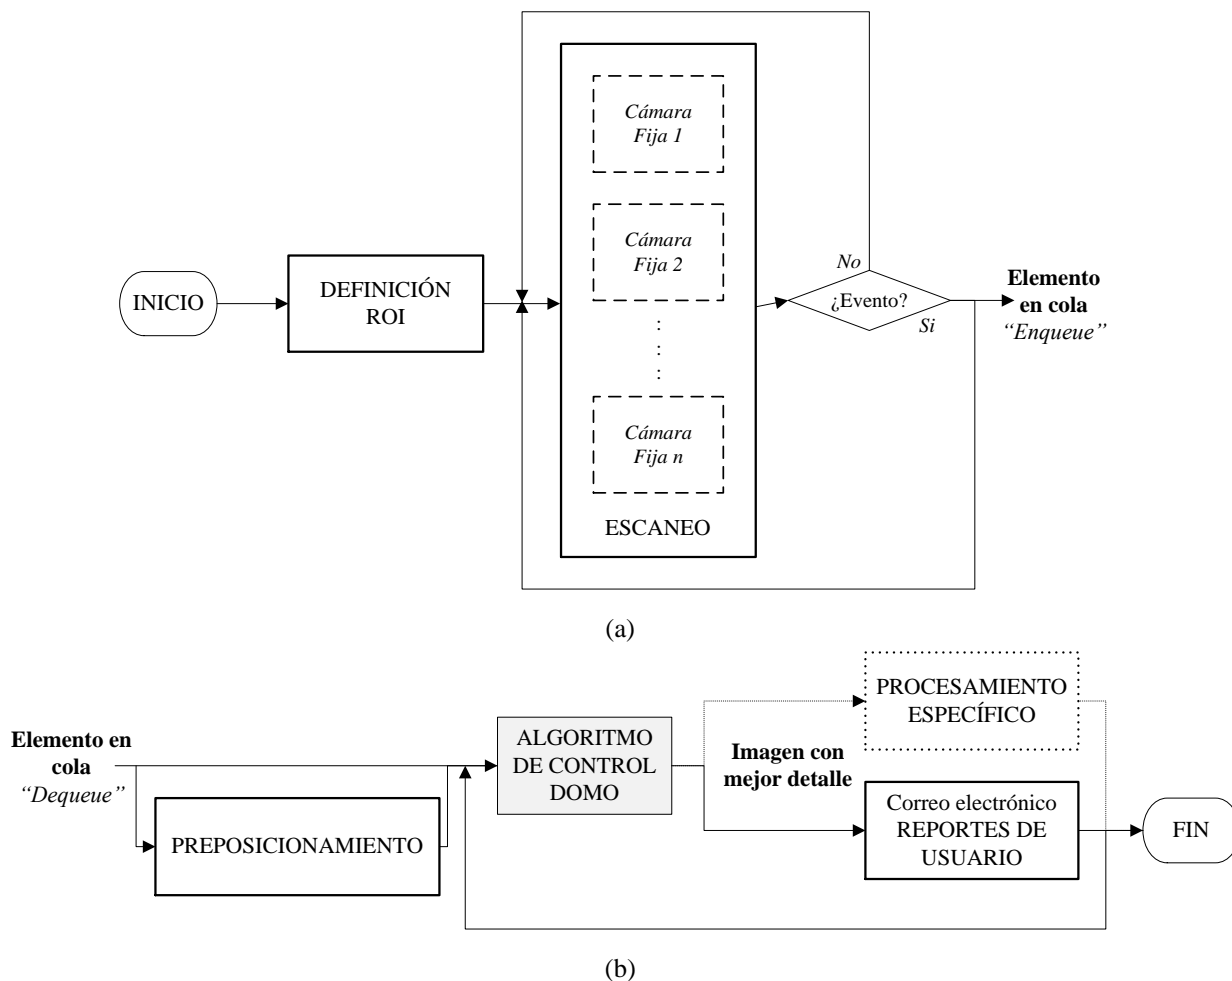 Cámara
Fija 1
Cámara
Fija 2
No
INICIO
DEFINICIÓN
ROI
¿Evento?
Si
Elemento
en cola
“Enqueue”
Cámara
Fija n
ESCANEO
(a)
PROCESAMIENTO
ESPECÍFICO
Elemento en
cola
“Dequeue”
ALGORITMO
DE CONTROL
DOMO
Imagen con
mejor detalle
PREPOSICIONAMIENTO
Correo electrónico
REPORTES DE
USUARIO
FIN
(b)